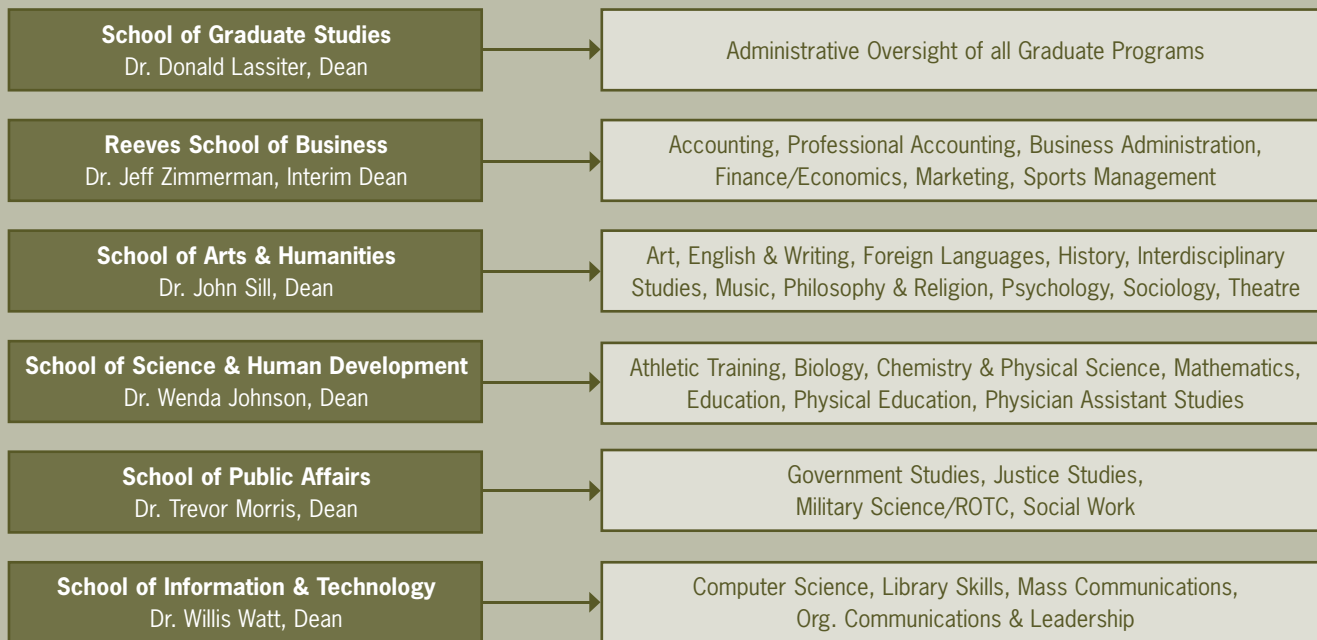 School of Graduate Studies
Dr. Donald Lassiter, Dean
Administrative Oversight of all Graduate Programs
Reeves School of Business
Dr. Jeff Zimmerman, Interim Dean
Accounting, Professional Accounting, Business Administration,
Finance/Economics, Marketing, Sports Management
School of Arts & Humanities
Dr. John Sill, Dean
Art, English & Writing, Foreign Languages, History, Interdisciplinary
Studies, Music, Philosophy & Religion, Psychology, Sociology, Theatre
School of Science & Human Development
Dr. Wenda Johnson, Dean
Athletic Training, Biology, Chemistry & Physical Science, Mathematics,
Education, Physical Education, Physician Assistant Studies
School of Public Affairs
Dr. Trevor Morris, Dean
Government Studies, Justice Studies,
Military Science/ROTC, Social Work
School of Information & Technology
Dr. Willis Watt, Dean
Computer Science, Library Skills, Mass Communications,
Org. Communications & Leadership